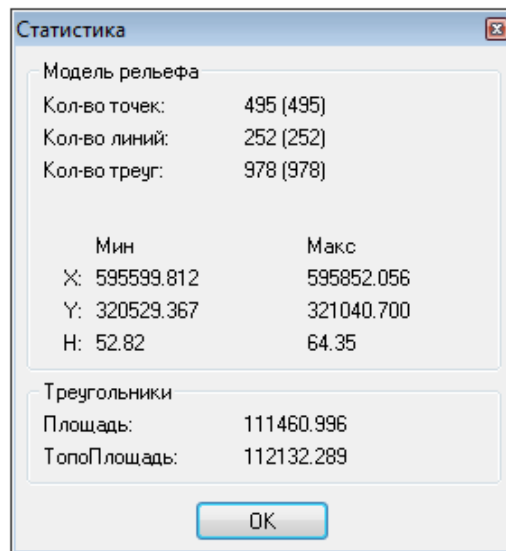 Статистика
Модель рельефа
Кол-во точек: 495 (495)
Кол-во линий: 252 (252)
Кол-во треуг: 978 (978)
Мин Макс
X: 595599.812 595852.056
Y: 320529.367 321040.700
H: 52.82 64.35
Треугольники
Площадь: 111460.996
ТопоПлощадь: 112132.289
OK